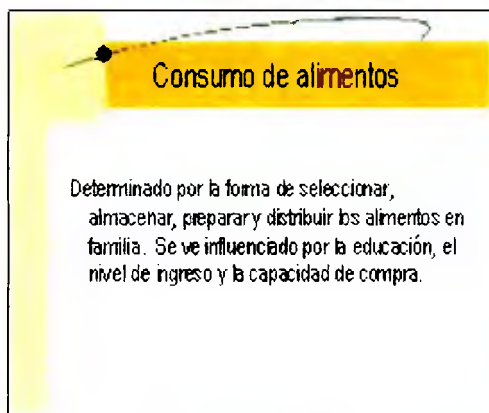 Consumo de alimentos
Determinado por la forma de seleccionar,
almacenar, preparar y distribuir los alimentos en
familia. Se ve influenciado por la educación, el
nivel de ingreso y la capacidad de compra.